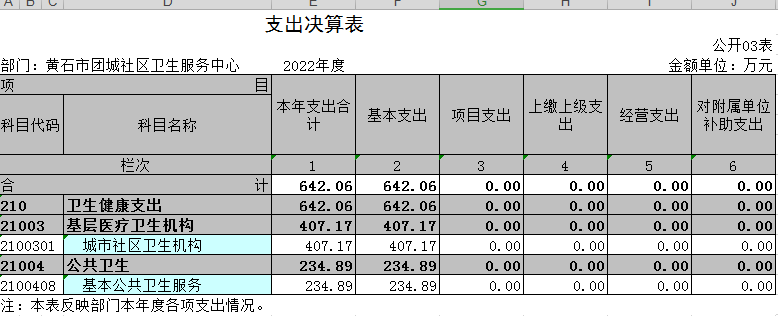 A B C D E F G H I J
支出决算表
公开03表
部门：黄石市团城社区卫生服务中心 2022年度 金额单位：万元
项 目 本年支出合计 基本支出 项目支出 上缴上级支出 经营支出 对附属单位补助支出
科目代码 科目名称
栏次 1 2 3 4 5 6
合 计 642.06 642.06 0.00 0.00 0.00 0.00
210 卫生健康支出 642.06 642.06 0.00 0.00 0.00 0.00
21003 基层医疗卫生机构 407.17 407.17 0.00 0.00 0.00 0.00
2100301 城市社区卫生机构 407.17 407.17 0.00 0.00 0.00 0.00
21004 公共卫生 234.89 234.89 0.00 0.00 0.00 0.00
2100408 基本公共卫生服务 234.89 234.89 0.00 0.00 0.00 0.00
注：本表反映部门本年度各项支出情况。